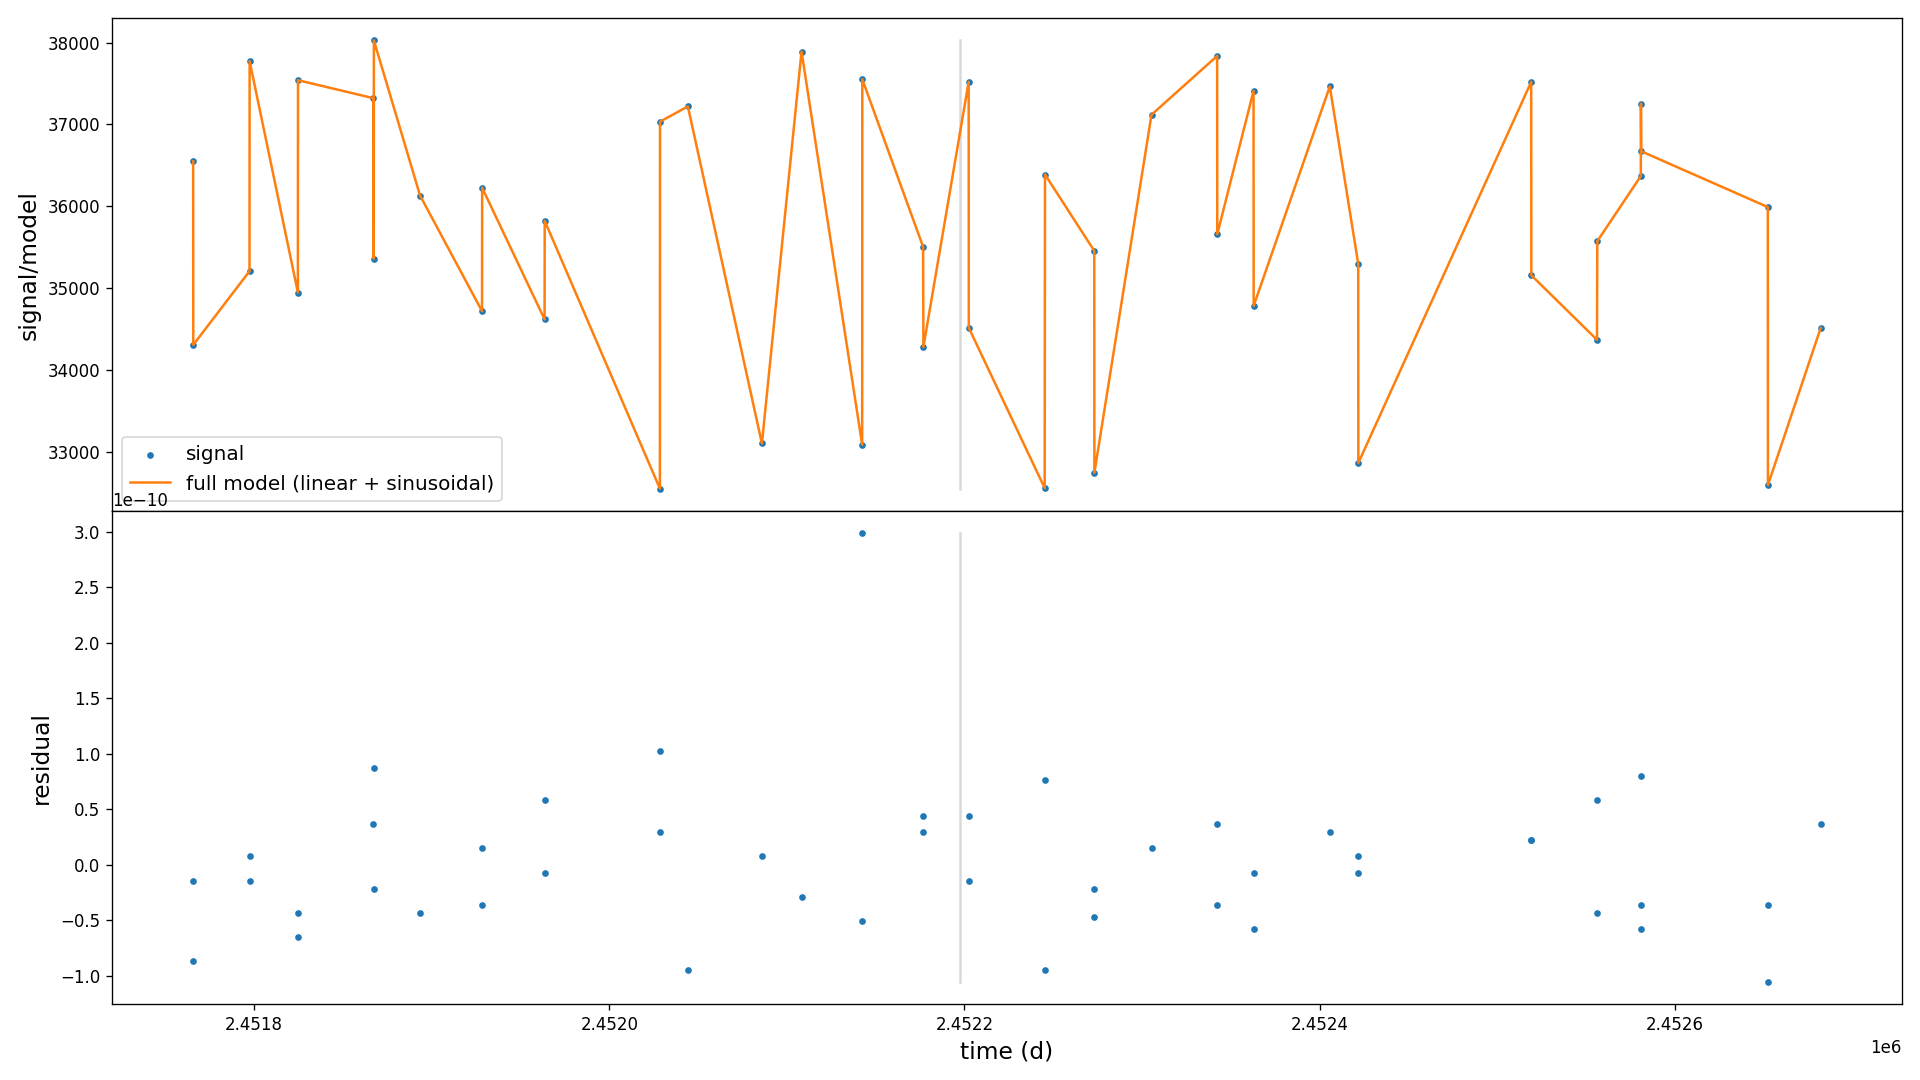 38000
37000
36000
35000
34000
33000
signal/model
signal
full model (linear + sinusoidal)
1e−10
3.0
2.5
2.0
1.5
1.0
0.5
0.0
−0.5
−1.0
residual
2.4518
2.4520
2.4522
2.4524
2.4526
time (d)
1e6